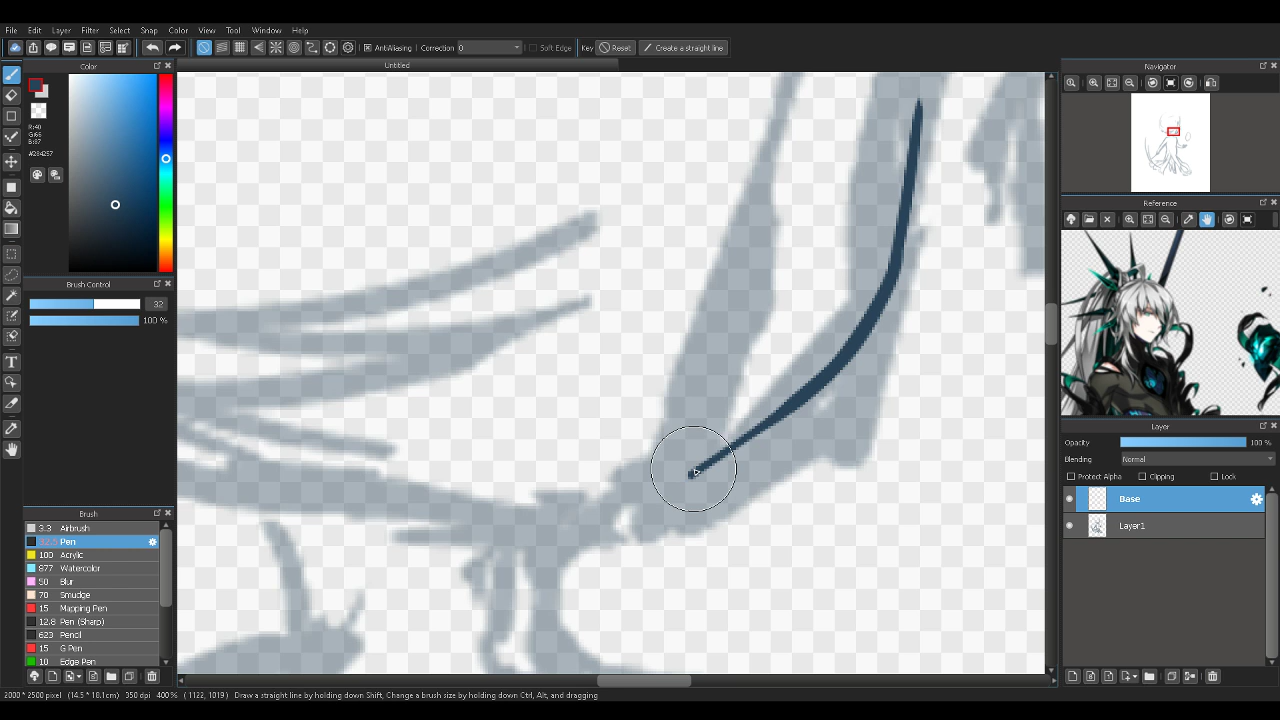 File Edit Layer Filter Select Snap Color View Tool Window Help
AntiAliasing Correction 0 Soft Edge Key Reset Create a straight line
Color
Untitled
Navigator
R:40
G:66
B:87
#284257
Reference
Brush Control
32
100 %
Layer
Opacity 100 %
Blending Normal
Protect Alpha Clipping Lock
Base
Layer1
Brush
3.3 Airbrush
Pen
100 Acrylic
877 Watercolor
50 Blur
70 Smudge
15 Mapping Pen
12.8 Pen (Sharp)
623 Pencil
15 G Pen
10 Edge Pen
2000 * 2500 pixel (14.5 * 18.1cm) 350 dpi 400 % ( 1122, 1019) Draw a straight line by holding down Shift, Change a brush size by holding down Ctrl, Alt, and dragging